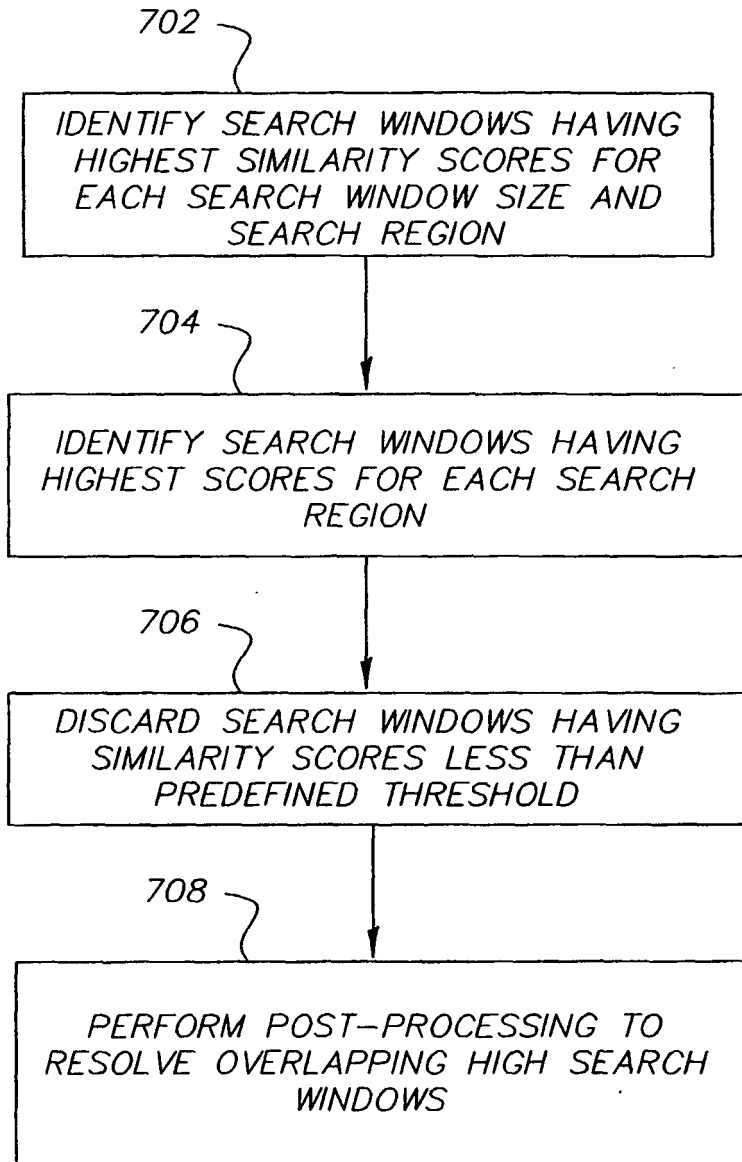 702
IDENTIFY SEARCH WINDOWS HAVING
HIGHEST SIMILARITY SCORES FOR
EACH SEARCH WINDOW SIZE AND
SEARCH REGION
704
IDENTIFY SEARCH WINDOWS HAVING
HIGHEST SCORES FOR EACH SEARCH
REGION
706
DISCARD SEARCH WINDOWS HAVING
SIMILARITY SCORES LESS THAN
PREDEFINED THRESHOLD
708
PERFORM POST-PROCESSING TO
RESOLVE OVERLAPPING HIGH SEARCH
WINDOWS